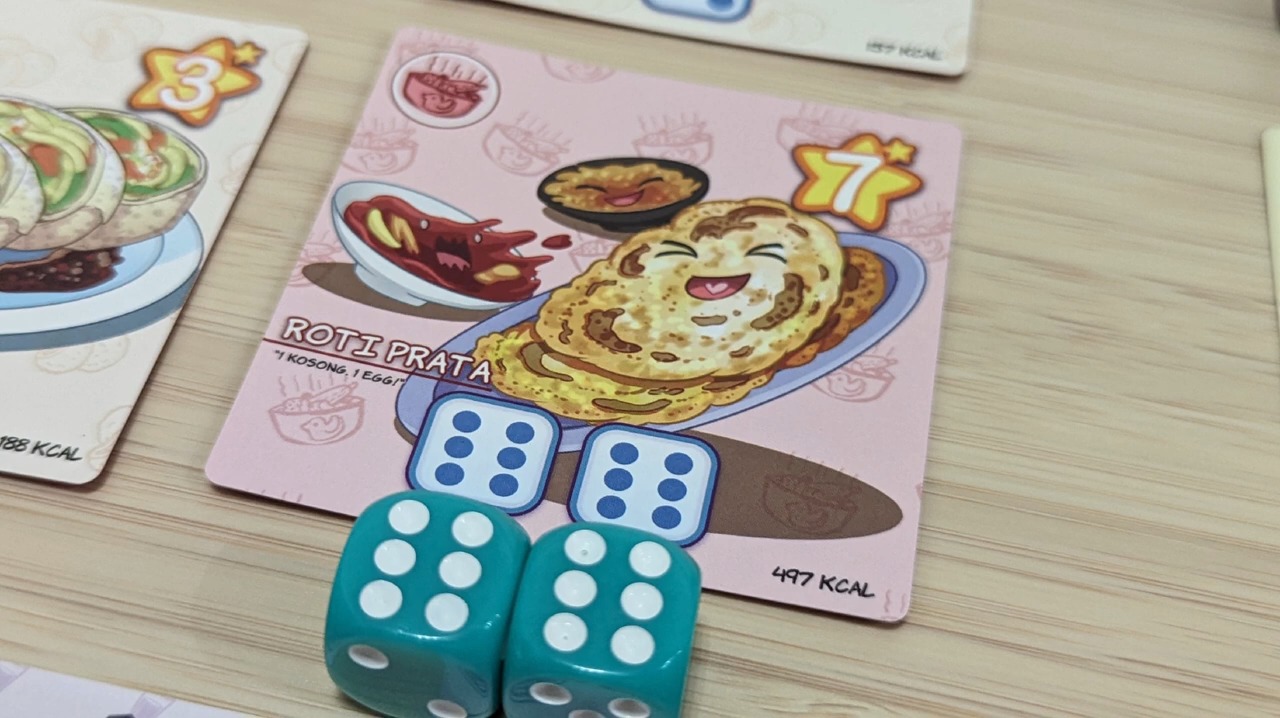 157 KCAL
3
7
ROTI PRATA
"1 KOSONG, 1 EGG!"
188 KCAL
497 KCAL